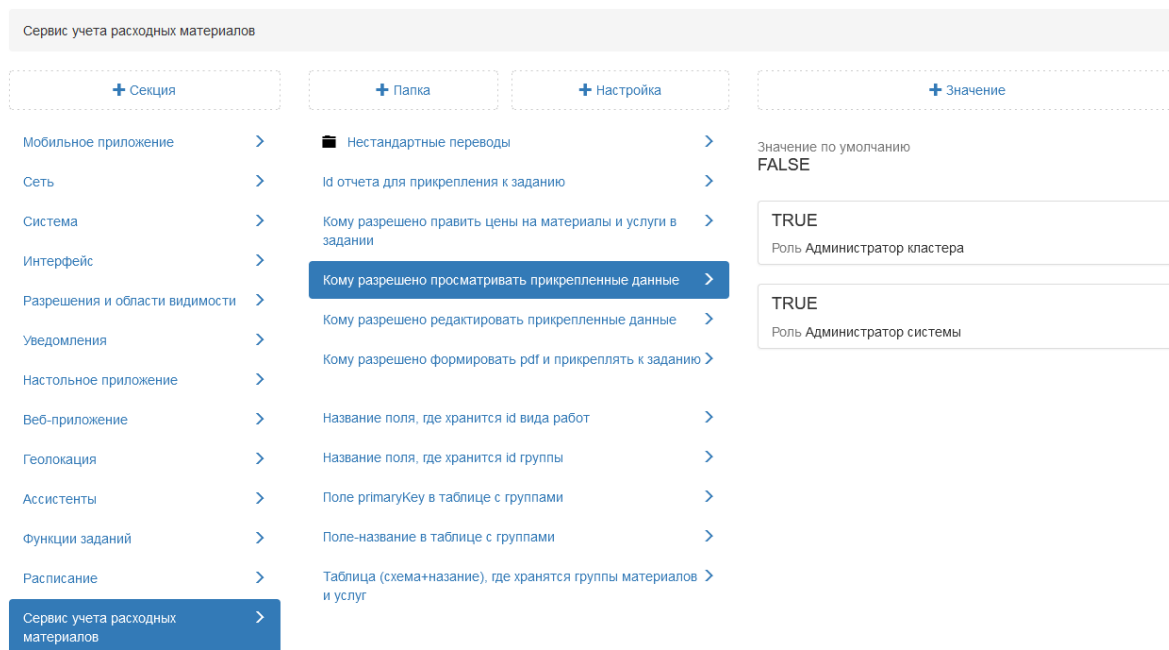 Сервис учета расходных материалов
+ Секция
+ Папка
+ Настройка
+ Значение
Мобильное приложение
Сеть
Система
Интерфейс
Разрешения и области видимости
Уведомления
Настольное приложение
Веб-приложение
Геолокация
Ассистенты
Функции заданий
Расписание
Сервис учета расходных
материалов
Нестандартные переводы
Id отчета для прикрепления к заданию
Кому разрешено править цены на материалы и услуги в
задании
Кому разрешено просматривать прикрепленные данные
Кому разрешено редактировать прикрепленные данные
Кому разрешено формировать pdf и прикреплять к заданию
Название поля, где хранится id вида работ
Название поля, где хранится id группы
Поле primaryKey в таблице с группами
Поле-название в таблице с группами
Таблица (схема+назание), где хранятся группы материалов
и услуг
Значение по умолчанию
FALSE
TRUE
Роль Администратор кластера
TRUE
Роль Администратор системы